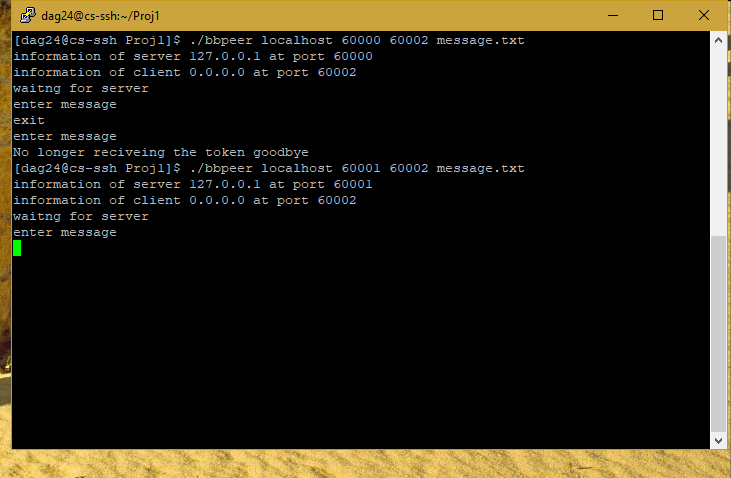 dag24@cs-ssh:~/Proj1
[dag24@cs-ssh Proj1]$ ./bbpeer localhost 60000 60002 message.txt
information of server 127.0.0.1 at port 60000
information of client 0.0.0.0 at port 60002
waitng for server
enter message
exit
enter message
No longer reciveing the token goodbye
[dag24@cs-ssh Proj1]$ ./bbpeer localhost 60001 60002 message.txt
information of server 127.0.0.1 at port 60001
information of client 0.0.0.0 at port 60002
waitng for server
enter message